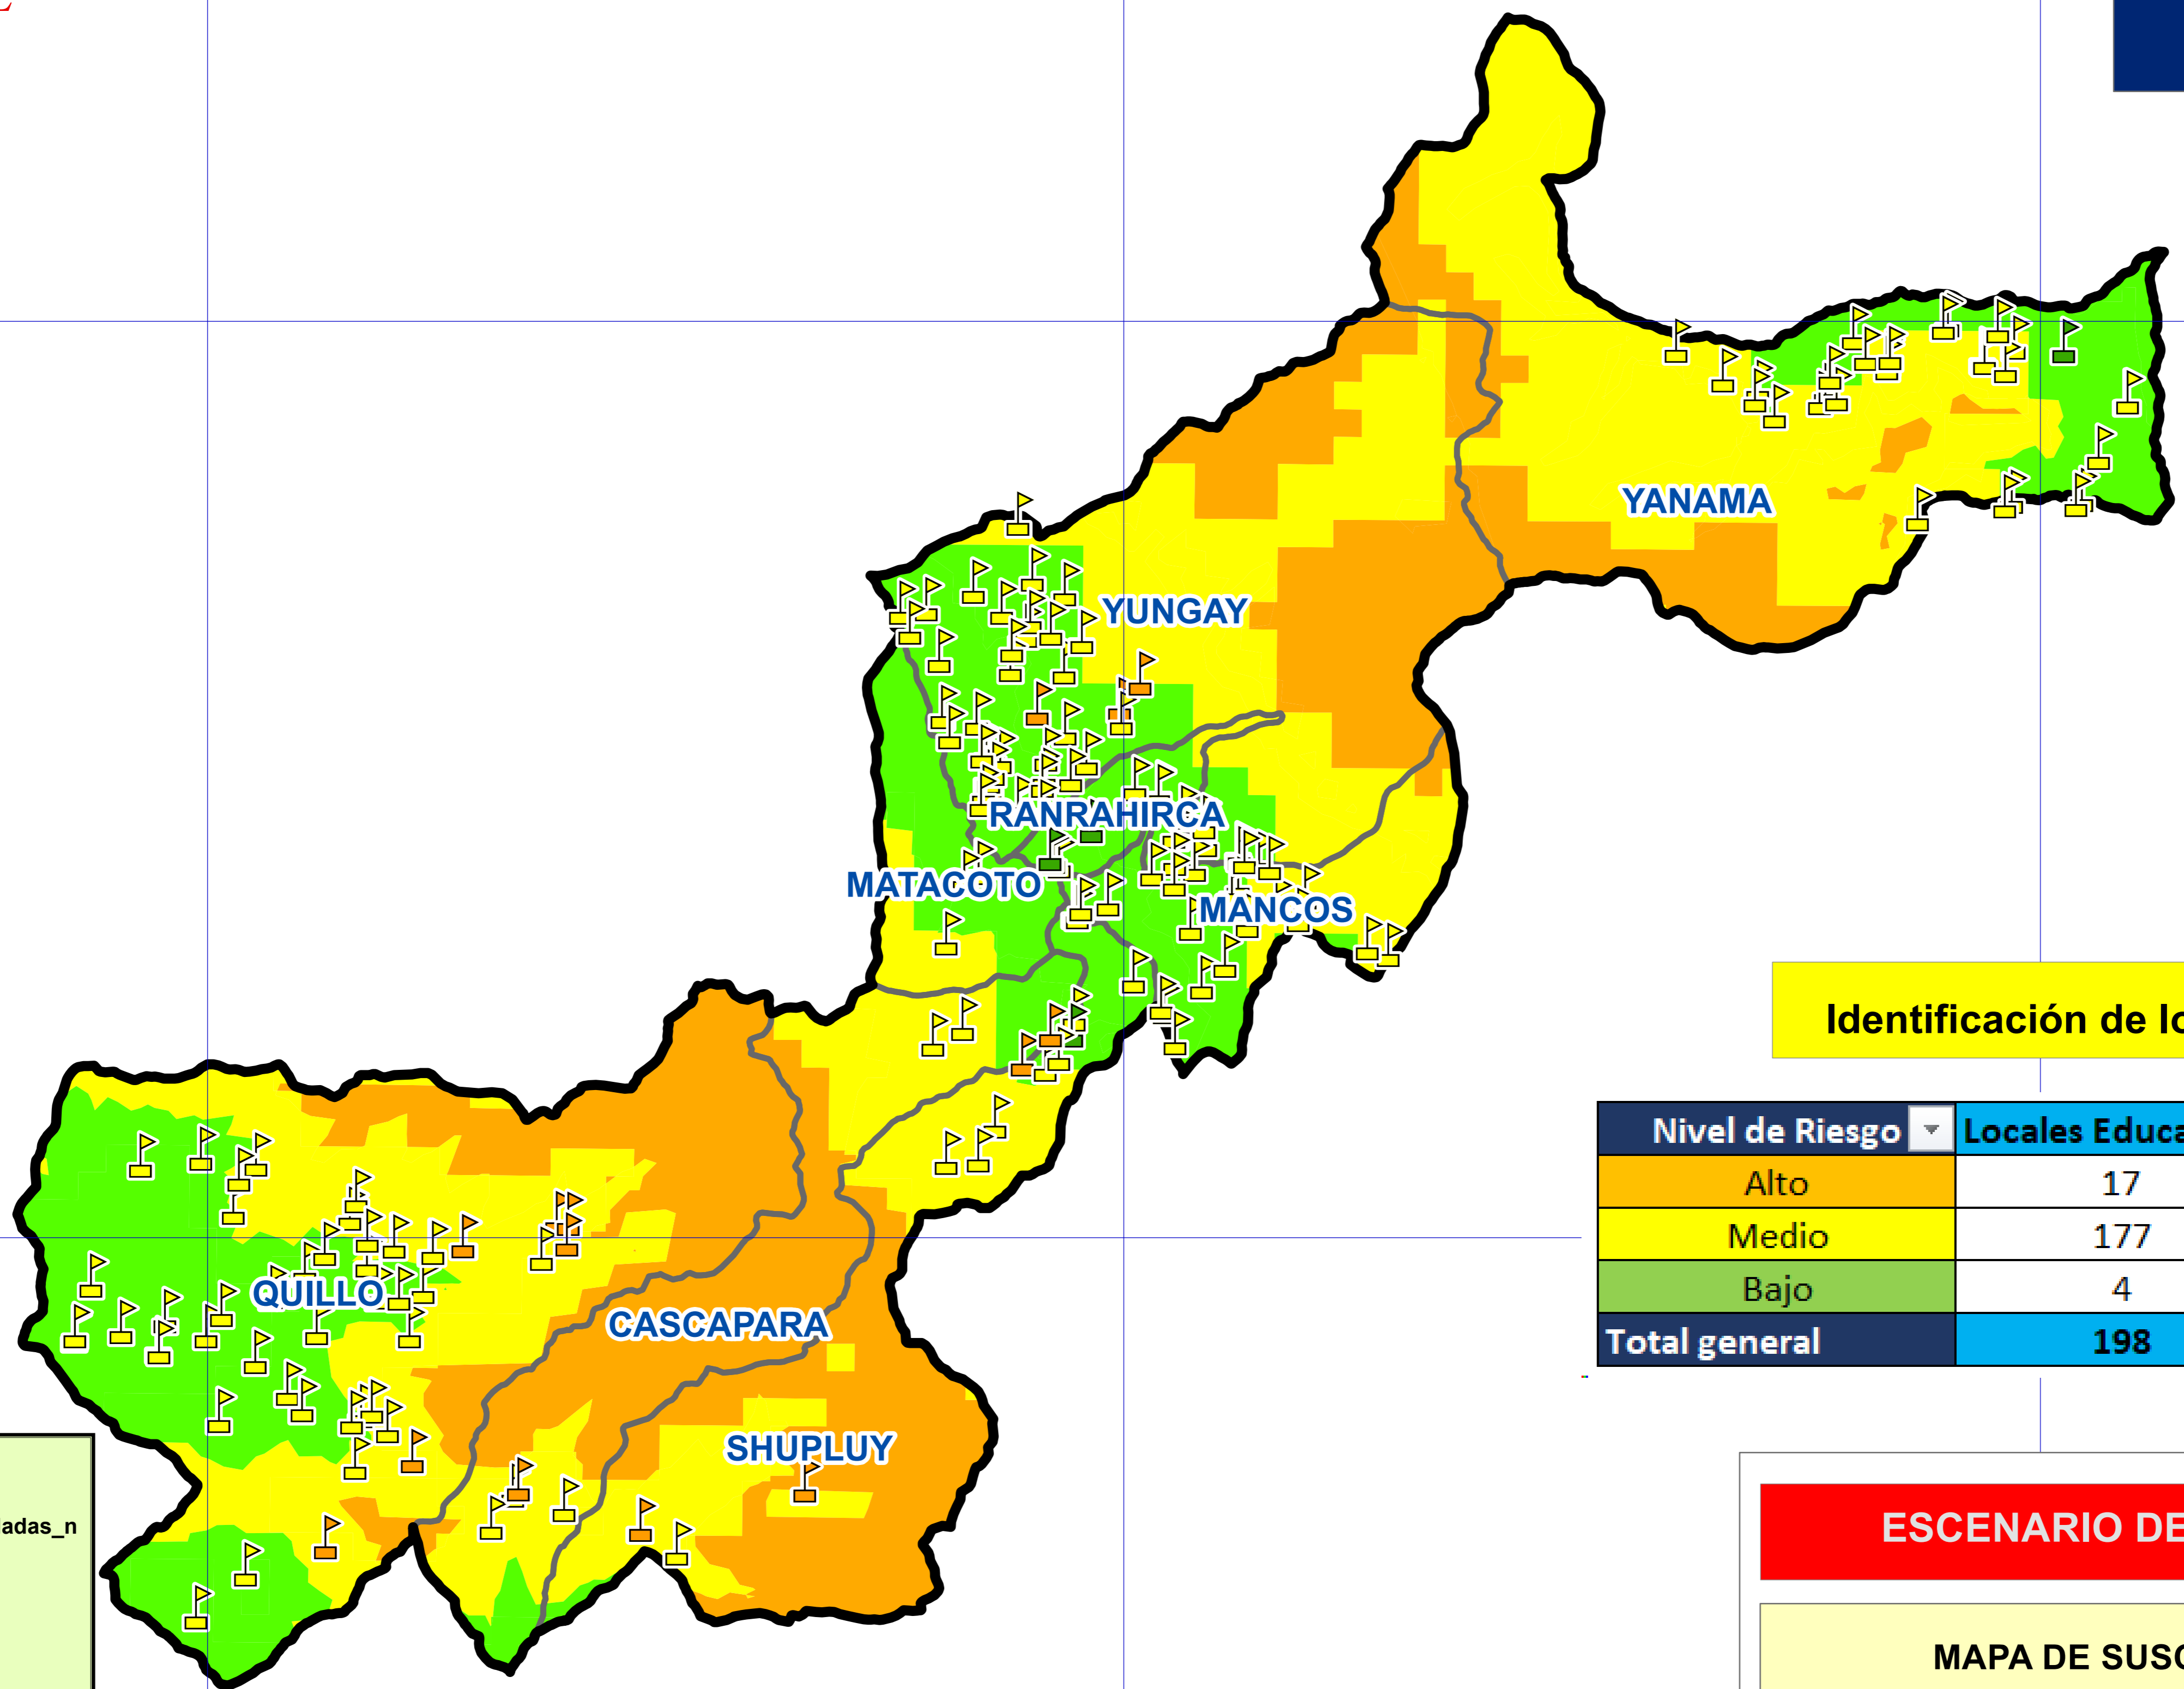 YANAMA
YUNGAY
RANRAHIRCA
MATACOTO
MANCOS
Identificación de lo
Nivel de Riesgo Locales Educa
Alto 17
Medio 177
Bajo 4
Total general 198
QUILLO
CASCAPARA
SHUPLUY
adas_n
ESCENARIO DE
MAPA DE SUSC